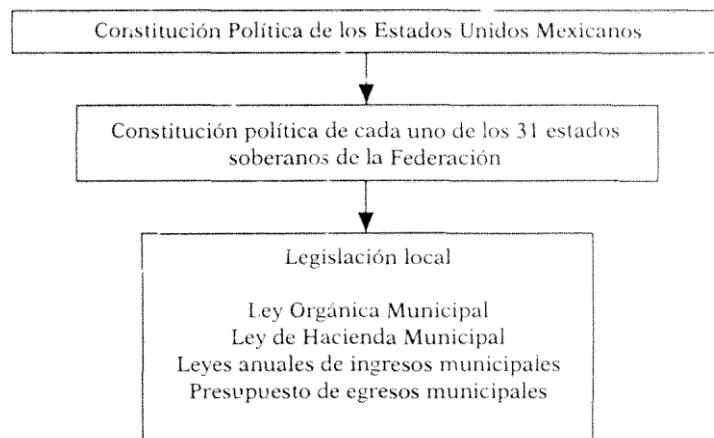 Constitución Política de los Estados Unidos Mexicanos
Constitución política de cada uno de los 31 estados
soberanos de la Federación
Legislación local
Ley Orgánica Municipal
Ley de Hacienda Municipal
Leyes anuales de ingresos municipales
Presupuesto de egresos municipales